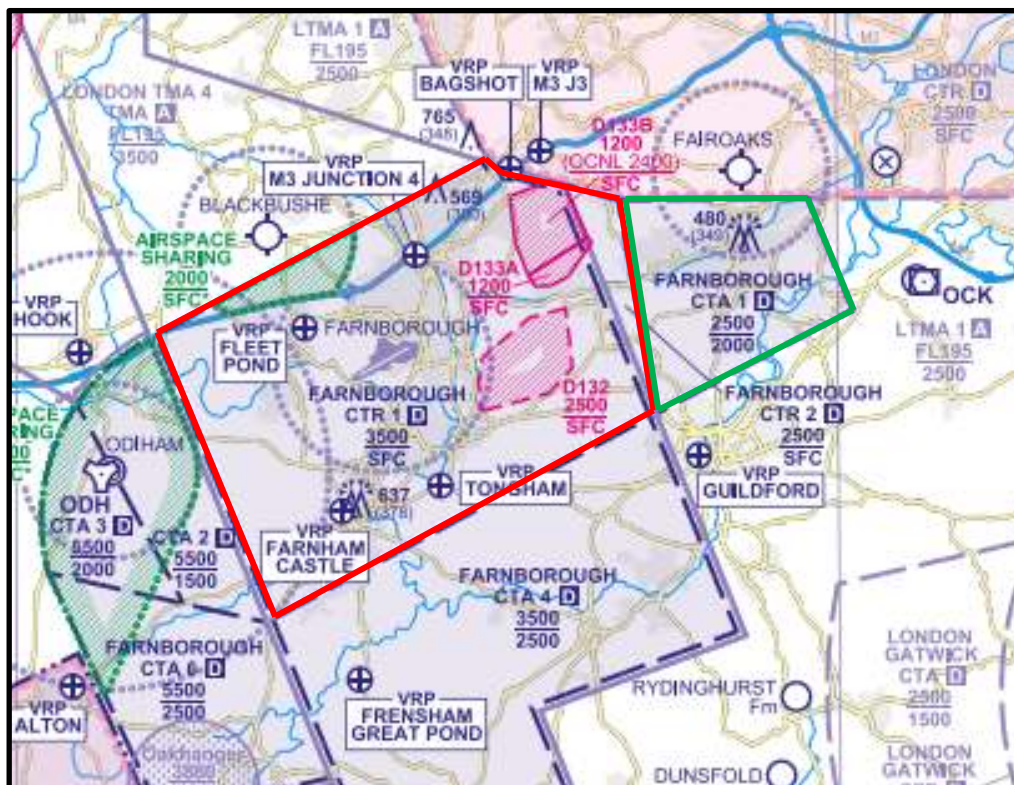 LTMA 1 A
FL195
2500
VRP
BAGSHOT
VRP
M3 J3
LONDON
CTR D
2500
SFC
LONDON TMA 4
TMA A
FL195
3500
765
(348)
D133B
1200
(OCNL 2400)
SFC
FAIROAKS
VRP
M3 JUNCTION 4
569
BLACKBUSHE
480
(349)
AIRSPACE
SHARING
2000
SFC
D133A
1200
SFC
FARNBOROUGH
CTA 1 D
2500
2000
OCK
VRP
HOOK
VRP
FLEET
POND
FARNBOROUGH
LTMA 1 A
FL195
2500
FARNBOROUGH
CTR 1 D
3500
SFC
D132
2500
SFC
FARNBOROUGH
CTR 2 D
2500
SFC
ODIHAM
ODH
CTA 3 D
6500
2000
CTA 2 D
5500
1500
VRP
TONGHAM
VRP
GUILDFORD
637
(378)
VRP
FARNHAM
CASTLE
FARNBOROUGH
CTA 4 D
3500
2500
FARNBOROUGH
CTA 6 D
5500
2500
LONDON
GATWICK
CTA D
2500
1500
VRP
ALTON
VRP
FRENSHAM
GREAT POND
RYDINGHURST
Fm
Oakhanger
LONDON
GATWICK
DUNSFOLD